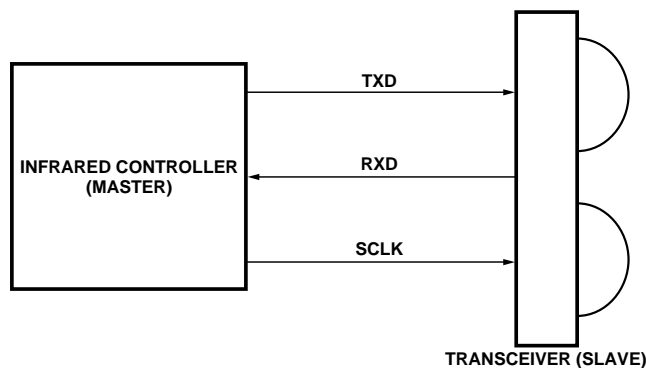 TXD
INFRARED CONTROLLER
(MASTER)
RXD
SCLK
TRANSCEIVER (SLAVE)